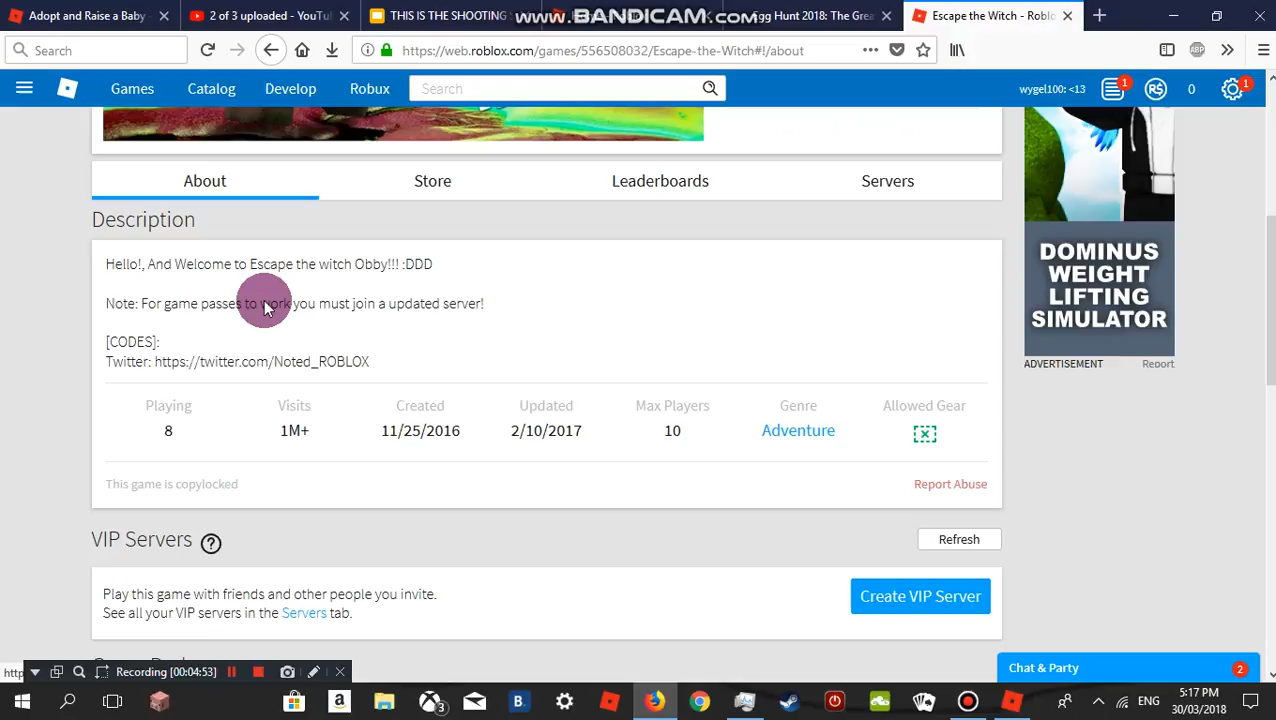 Adopt and Raise a Baby
2 of 3 uploaded - YouTu
THIS IS THE SHOOTING
WWW.BANDICAM.COM
gg Hunt 2018: The Grea
Escape the Witch - Roblo
Search
https://web.roblox.com/games/556508032/Escape-the-Witch#!/about
ABP
Games
Catalog
Develop
Robux
Search
wygel100: <13
1
R$
0
1
About
Store
Leaderboards
Servers
Description
Hello!, And Welcome to Escape the witch Obby!!! :DDD
Note: For game passes to work you must join a updated server!
[CODES]:
Twitter: https://twitter.com/Noted_ROBLOX
Playing
Visits
Created
Updated
Max Players
Genre
Allowed Gear
8
1M+
11/25/2016
2/10/2017
10
Adventure
This game is copylocked
Report Abuse
DOMINUS
WEIGHT
LIFTING
SIMULATOR
ADVERTISEMENT
Report
VIP Servers
?
Refresh
Play this game with friends and other people you invite.
See all your VIP servers in the Servers tab.
Create VIP Server
http
Recording [00:04:53]
Chat & Party
2
a
B.
3
ENG
5:17 PM
30/03/2018